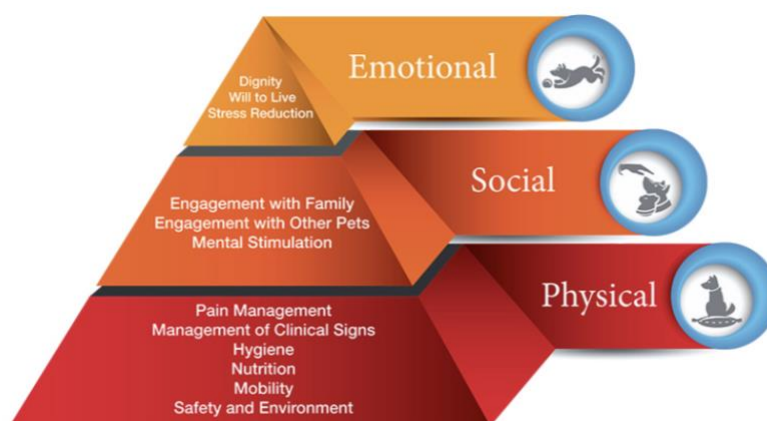 Emotional
Dignity
Will to Live
Stress Reduction
Social
Engagement with Family
Engagement with Other Pets
Mental Stimulation
Physical
Pain Management
Management of Clinical Signs
Hygiene
Nutrition
Mobility
Safety and Environment